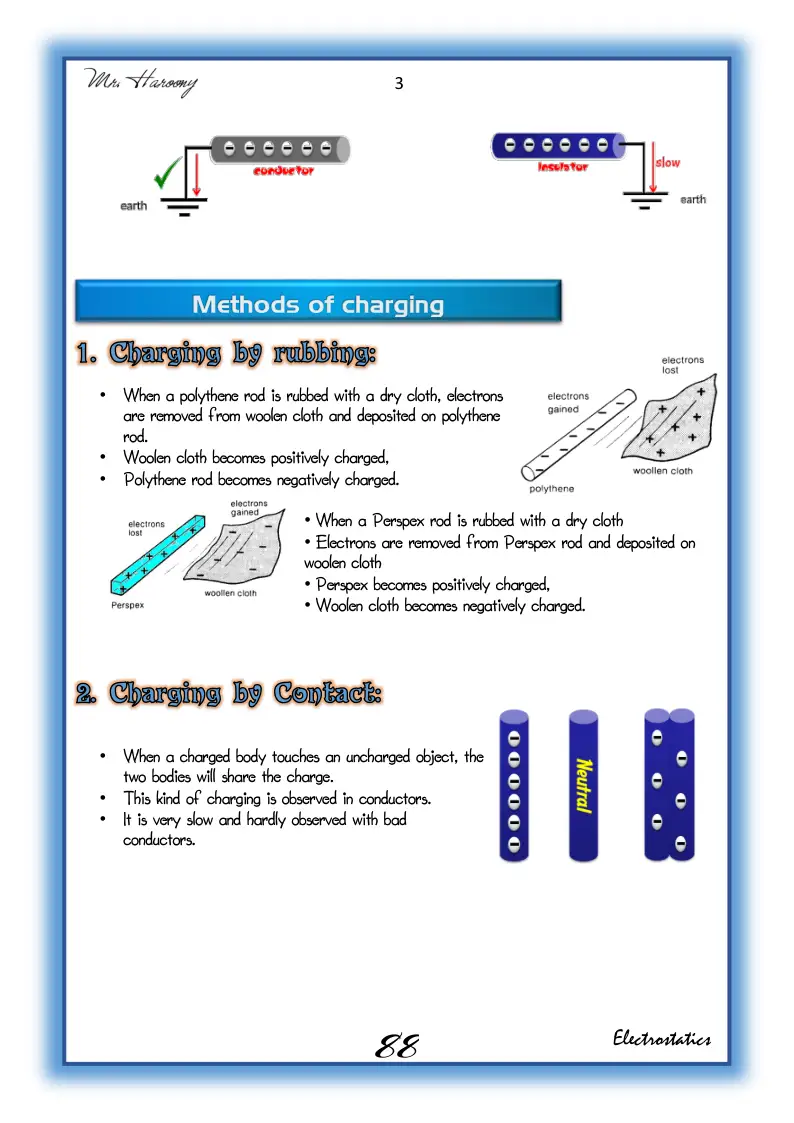 Mr. Haroony
3
conductor
insulator
slow
earth
earth
Methods of charging
1. Charging by rubbing:
electrons
lost
• When a polythene rod is rubbed with a dry cloth, electrons
are removed from woolen cloth and deposited on polythene
rod.
• Woolen cloth becomes positively charged,
• Polythene rod becomes negatively charged.
electrons
gained
woollen cloth
polythene
electrons
gained
electrons
lost
woollen cloth
Perspex
• When a Perspex rod is rubbed with a dry cloth
• Electrons are removed from Perspex rod and deposited on
woolen cloth
• Perspex becomes positively charged,
• Woolen cloth becomes negatively charged.
2. Charging by Contact:
• When a charged body touches an uncharged object, the
two bodies will share the charge.
• This kind of charging is observed in conductors.
• It is very slow and hardly observed with bad
conductors.
Neutral
88
Electrostatics